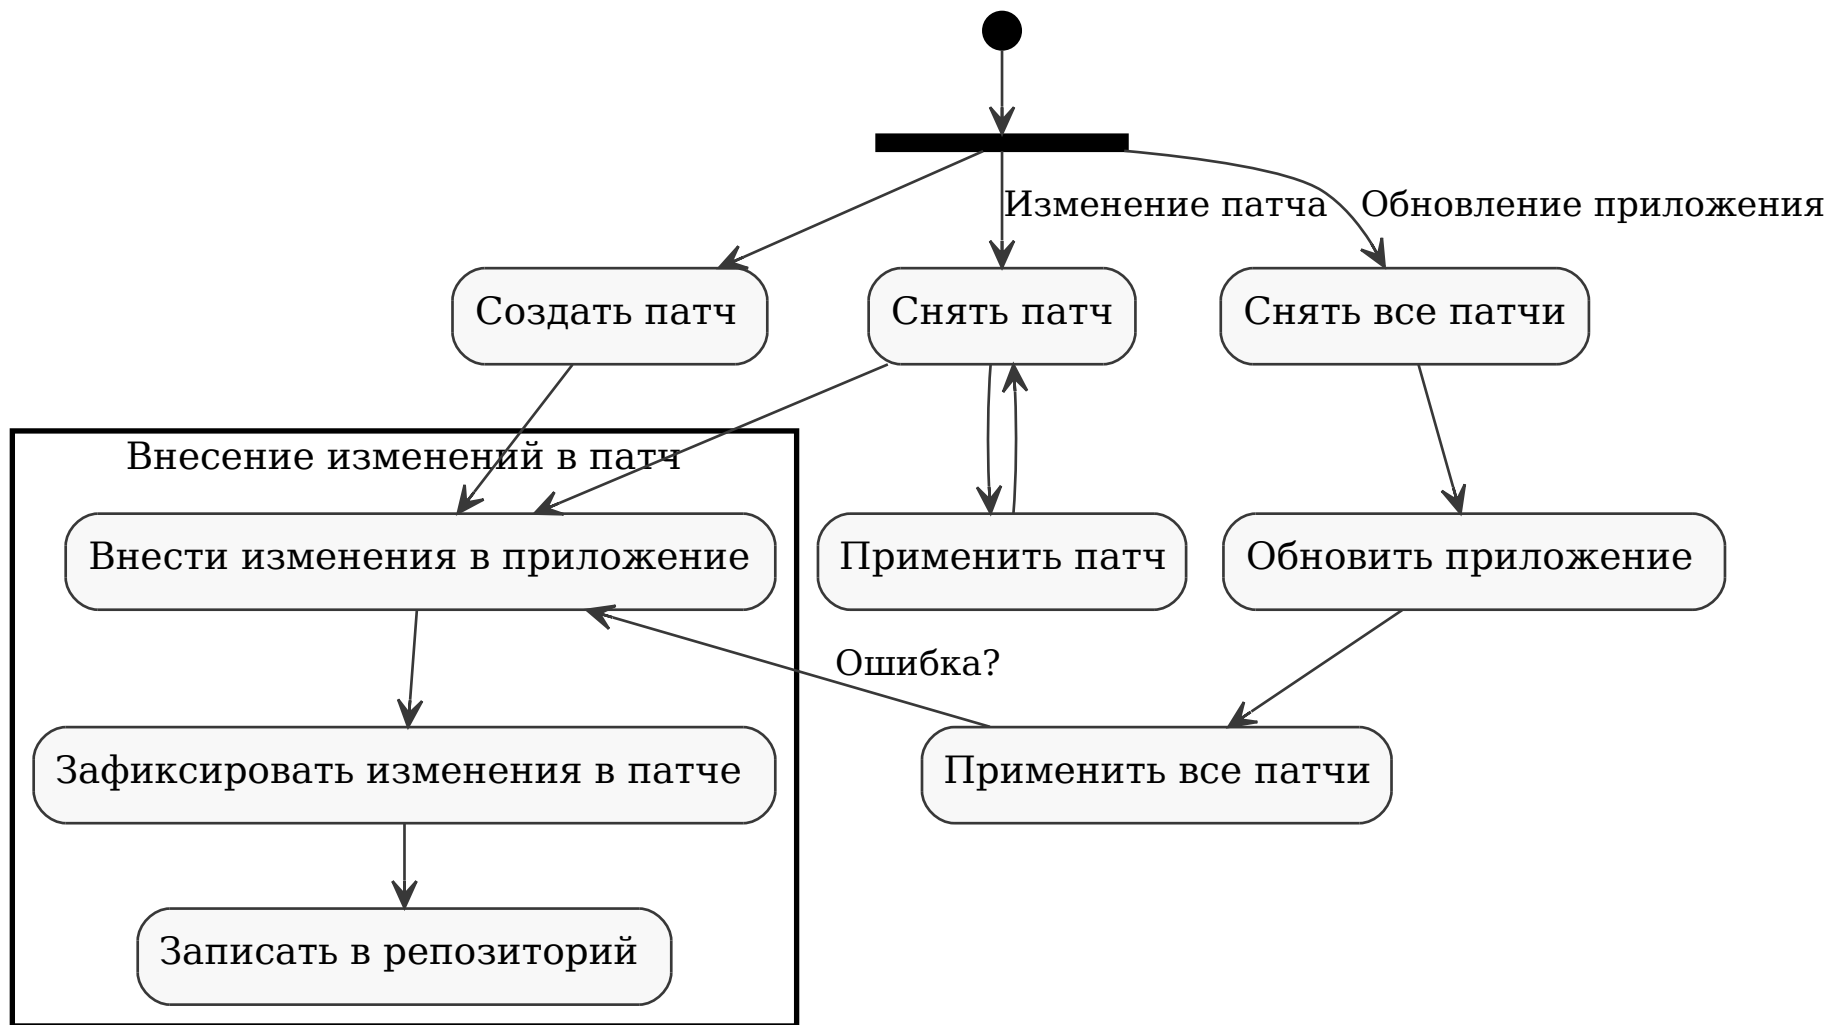 Изменение патча
Обновление приложения
Создать патч
Снять патч
Снять все патчи
Внесение изменений в патч
Внести изменения в приложение
Применить патч
Обновить приложение
Ошибка?
Зафиксировать изменения в патче
Применить все патчи
Записать в репозиторий